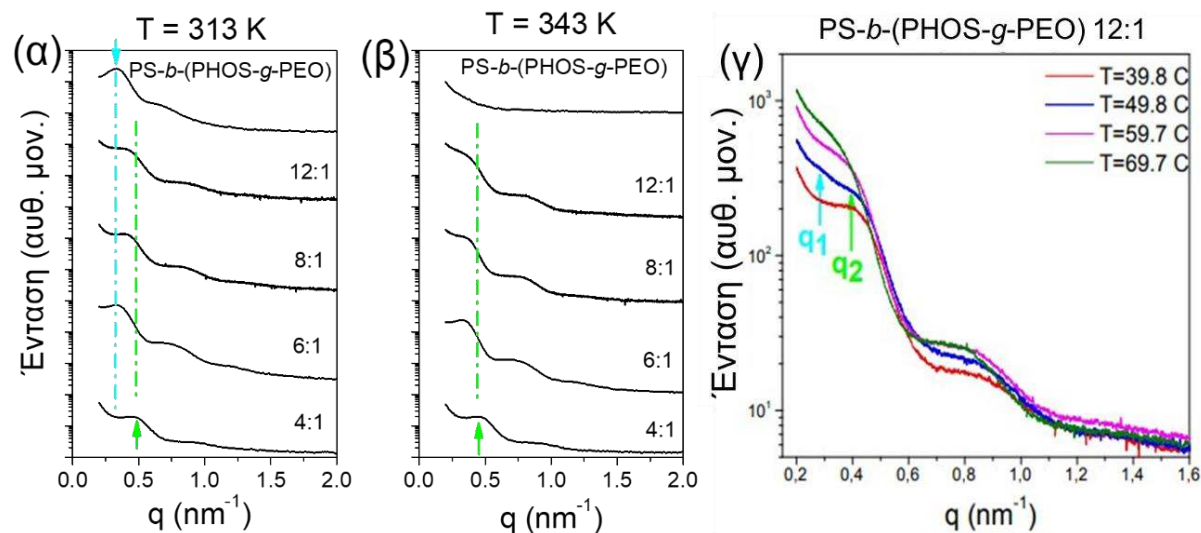 (α)
T = 313 K
PS-b-(PHOS-g-PEO)
12:1
8:1
6:1
4:1
Ένταση (αυθ. μον.)
0.0 0.5 1.0 1.5 2.0
q (nm⁻¹)
(β)
T = 343 K
PS-b-(PHOS-g-PEO)
12:1
8:1
6:1
4:1
0.0 0.5 1.0 1.5 2.0
q (nm⁻¹)
(γ)
PS-b-(PHOS-g-PEO) 12:1
T=39.8 C
T=49.8 C
T=59.7 C
T=69.7 C
10³
10²
10¹
q₁
q₂
Ένταση (αυθ. μον.)
0,2 0,4 0,6 0,8 1,0 1,2 1,4 1,6
q (nm⁻¹)